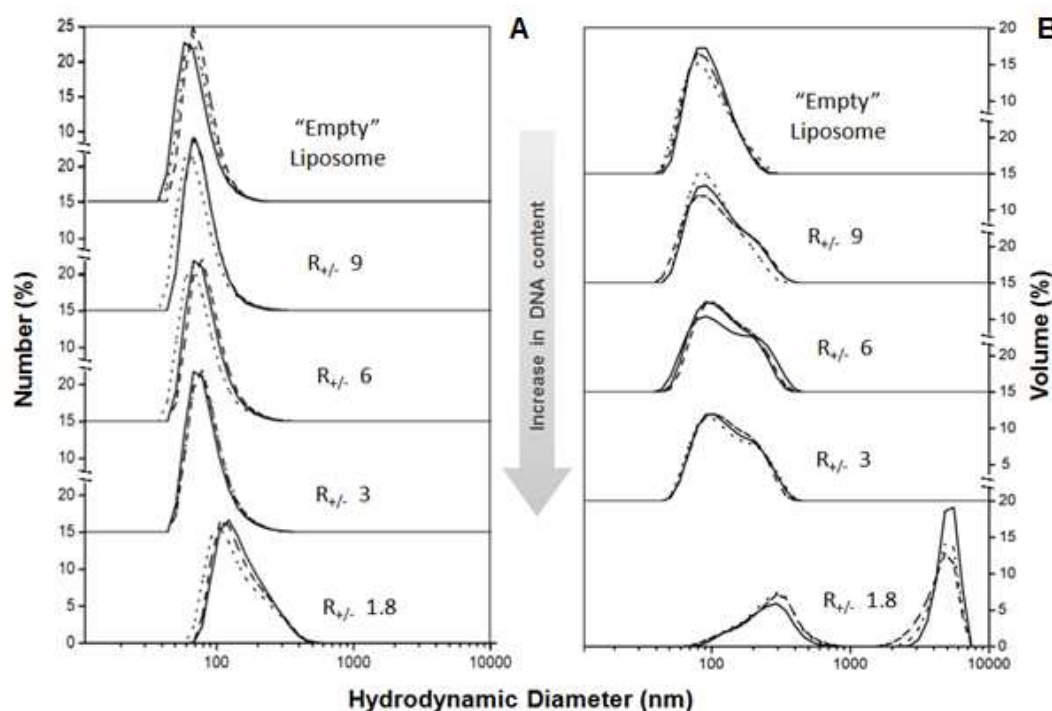 A
Number (%)
25
20
15
10
20
15
10
20
15
10
20
15
10
20
15
10
5
0
"Empty"
Liposome
R+/- 9
R+/- 6
R+/- 3
R+/- 1.8
100
1000
10000
Increase in DNA content
B
"Empty"
Liposome
R+/- 9
R+/- 6
R+/- 3
R+/- 1.8
20
15
10
20
10
20
10
20
10
5
20
15
10
5
0
Volume (%)
100
1000
10000
Hydrodynamic Diameter (nm)